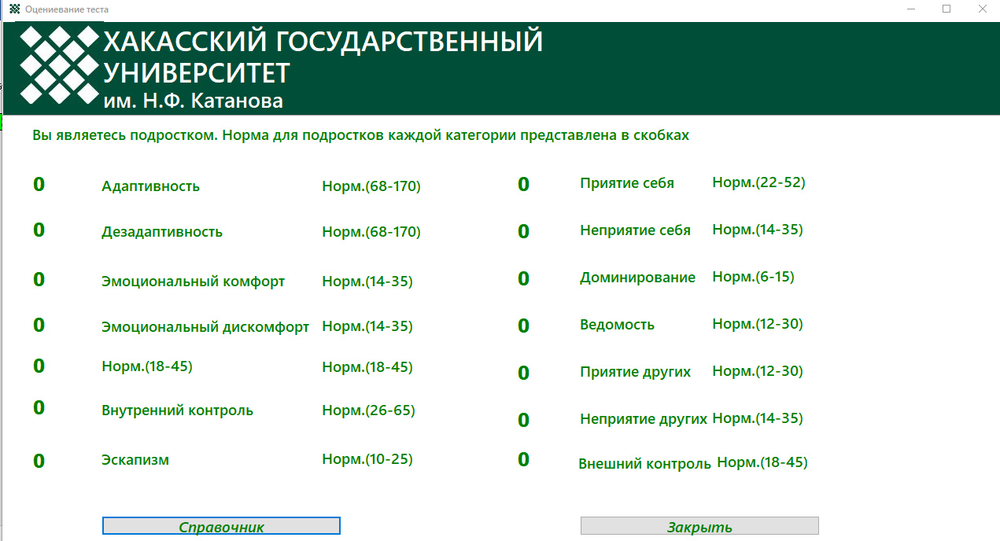 Оцениевание теста
ХАКАССКИЙ ГОСУДАРСТВЕННЫЙ
УНИВЕРСИТЕТ
им. Н.Ф. Катанова
Вы являетесь подростком. Норма для подростков каждой категории представлена в скобках
0 Адаптивность Норм.(68-170) 0 Приятие себя Норм.(22-52)
0 Дезадаптивность Норм.(68-170) 0 Неприятие себя Норм.(14-35)
0 Эмоциональный комфорт Норм.(14-35) 0 Доминирование Норм.(6-15)
0 Эмоциональный дискомфорт Норм.(14-35) 0 Ведомость Норм.(12-30)
0 Норм.(18-45) Норм.(18-45) 0 Приятие других Норм.(12-30)
0 Внутренний контроль Норм.(26-65) 0 Неприятие других Норм.(14-35)
0 Эскапизм Норм.(10-25) 0 Внешний контроль Норм.(18-45)
Справочник Закрыть